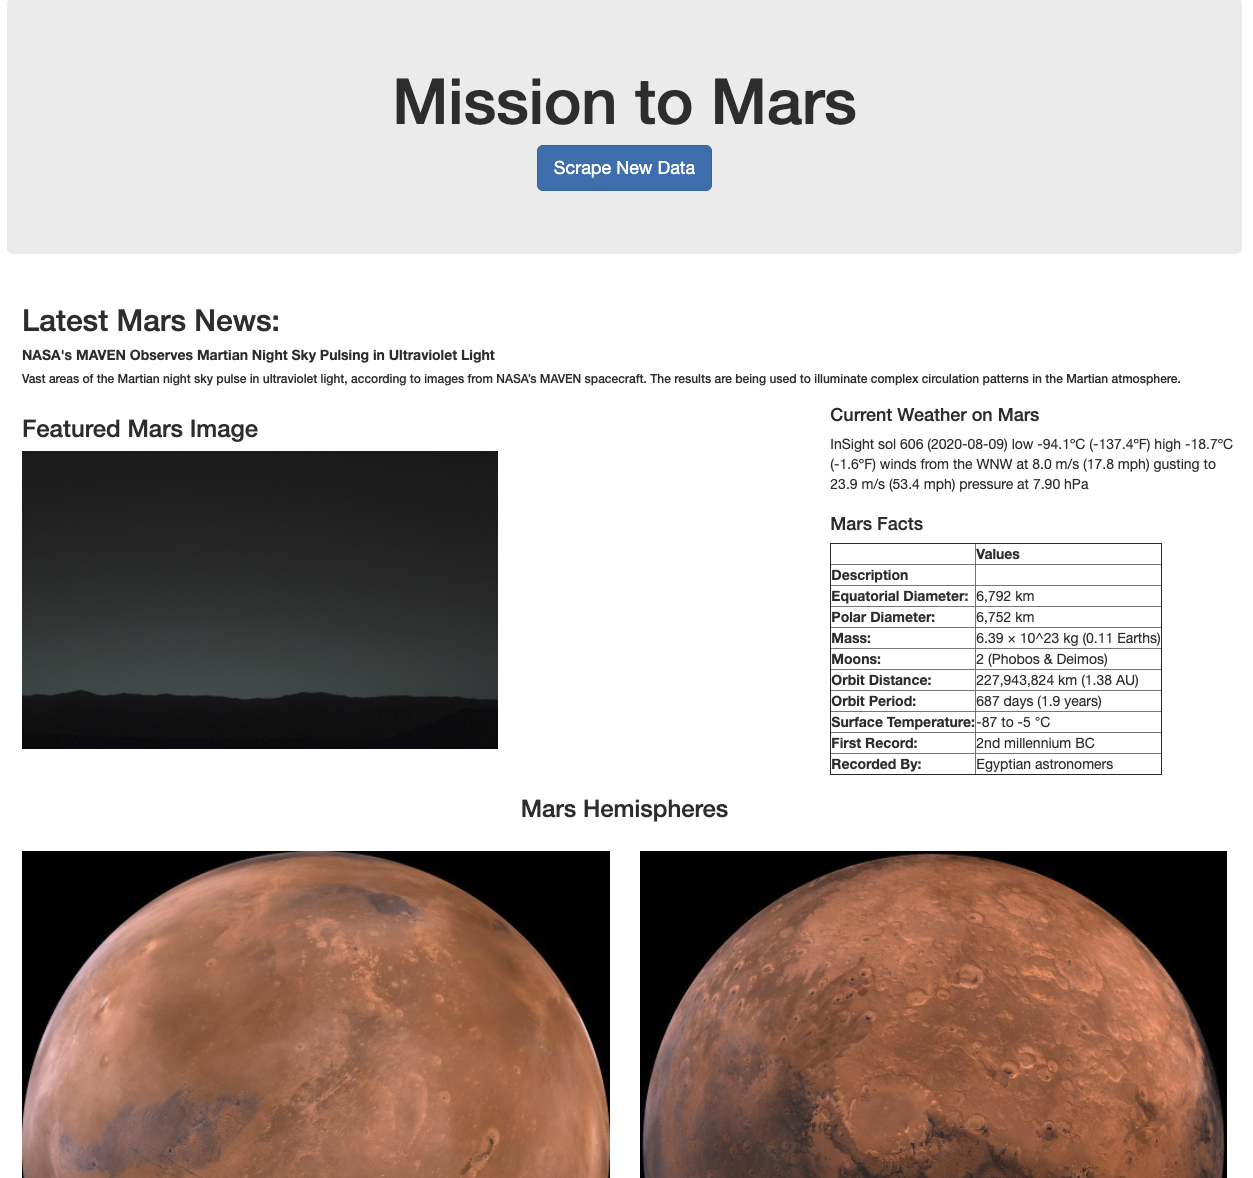 Mission to Mars
Scrape New Data
Latest Mars News:
NASA's MAVEN Observes Martian Night Sky Pulsing in Ultraviolet Light
Vast areas of the Martian night sky pulse in ultraviolet light, according to images from NASA’s MAVEN spacecraft. The results are being used to illuminate complex circulation patterns in the Martian atmosphere.
Featured Mars Image
Current Weather on Mars
InSight sol 606 (2020-08-09) low -94.1ºC (-137.4ºF) high -18.7ºC
(-1.6ºF) winds from the WNW at 8.0 m/s (17.8 mph) gusting to
23.9 m/s (53.4 mph) pressure at 7.90 hPa
Mars Facts
Values
Description
Equatorial Diameter: 6,792 km
Polar Diameter: 6,752 km
Mass: 6.39 × 10^23 kg (0.11 Earths)
Moons: 2 (Phobos & Deimos)
Orbit Distance: 227,943,824 km (1.38 AU)
Orbit Period: 687 days (1.9 years)
Surface Temperature: -87 to -5 °C
First Record: 2nd millennium BC
Recorded By: Egyptian astronomers
Mars Hemispheres